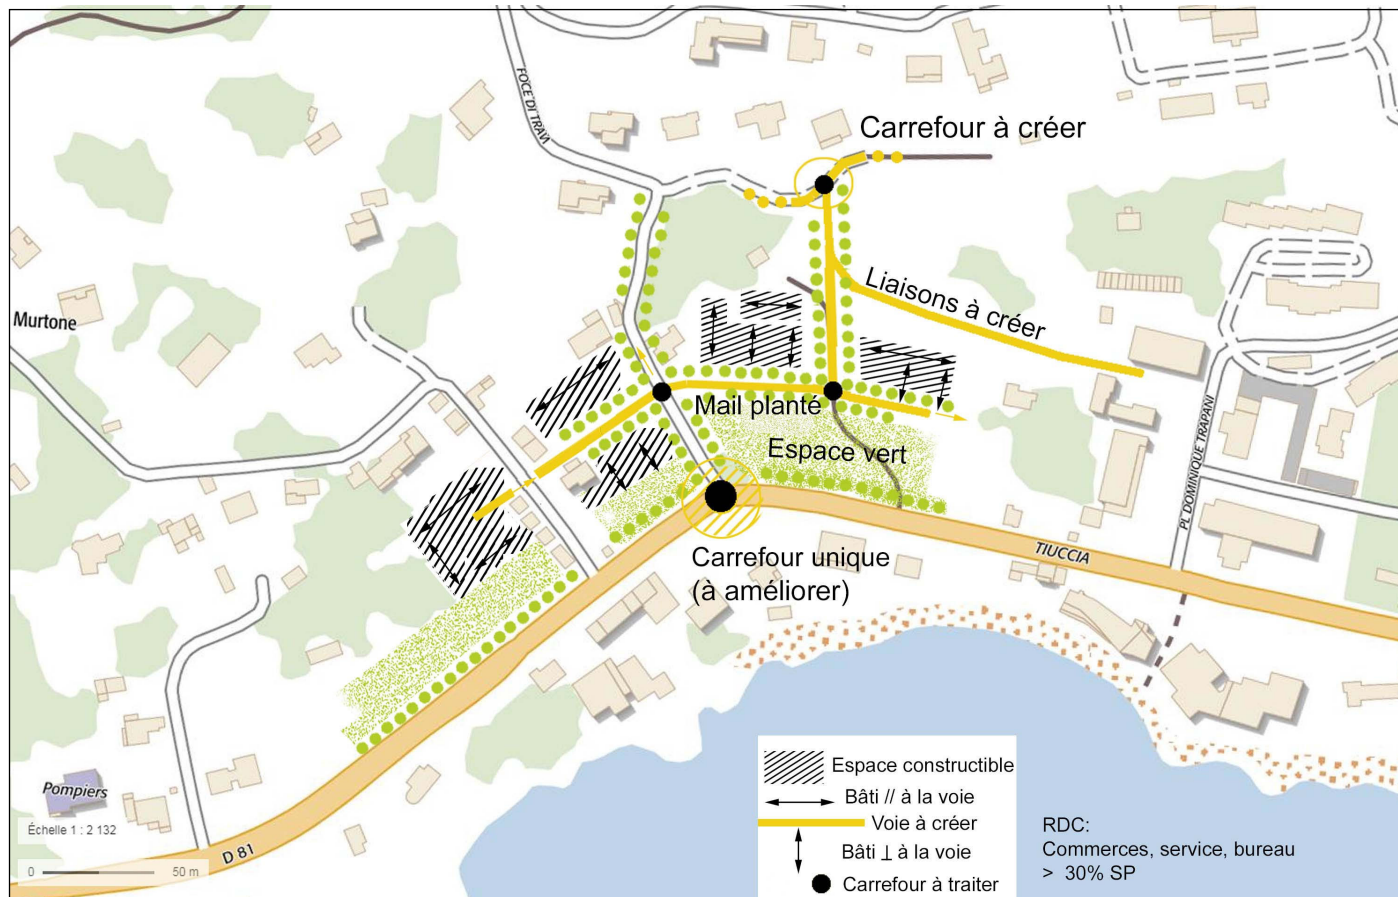 FOCE DI TRAVI
Carrefour à créer
Liaisons à créer
Murtone
Mail planté
Espace vert
PL DOMINIQUE TRAPANI
TIUCCIA
Carrefour unique
(à améliorer)
Pompiers
Échelle 1 : 2 132
0 50 m
D 81
Espace constructible
Bâti // à la voie
Voie à créer
Bâti ⊥ à la voie
Carrefour à traiter
RDC:
Commerces, service, bureau
> 30% SP